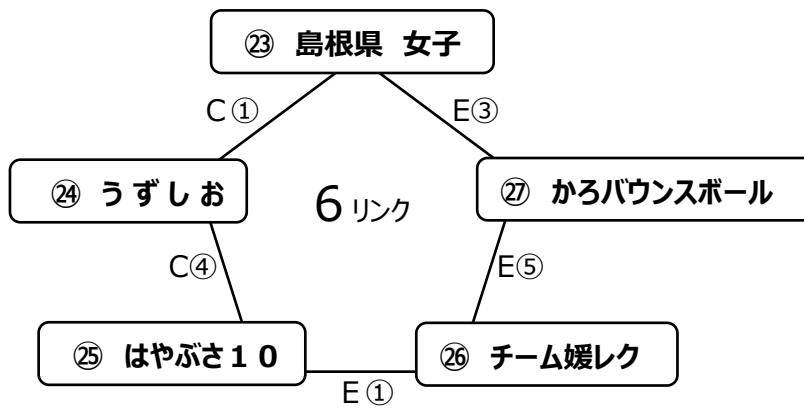 ㉓ 島根県 女子
C① E③
㉔ うずしお
6リンク
㉗ かろバウンスボール
C④ E⑤
㉕ はやぶさ１０
㉖ チーム媛レク
E①